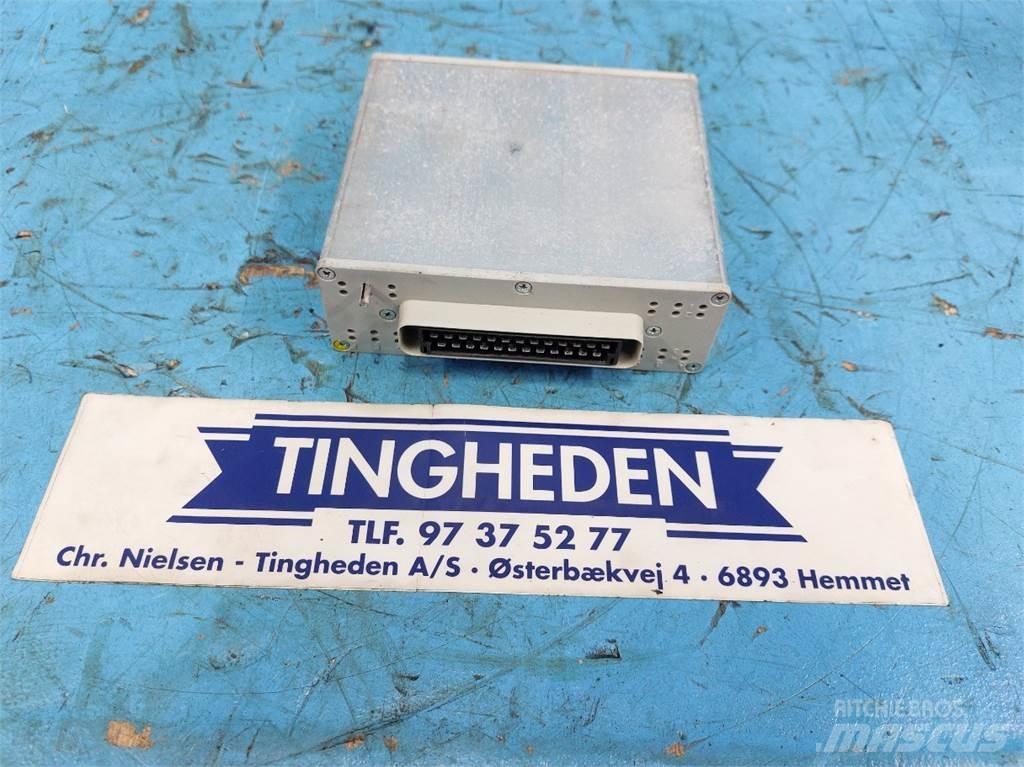 TINGHEDEN
TLF. 97 37 52 77
Chr. Nielsen - Tingheden A/S · Østerbækvej 4 · 6893 Hemmet
RITCHIE BROS.
MASCUS